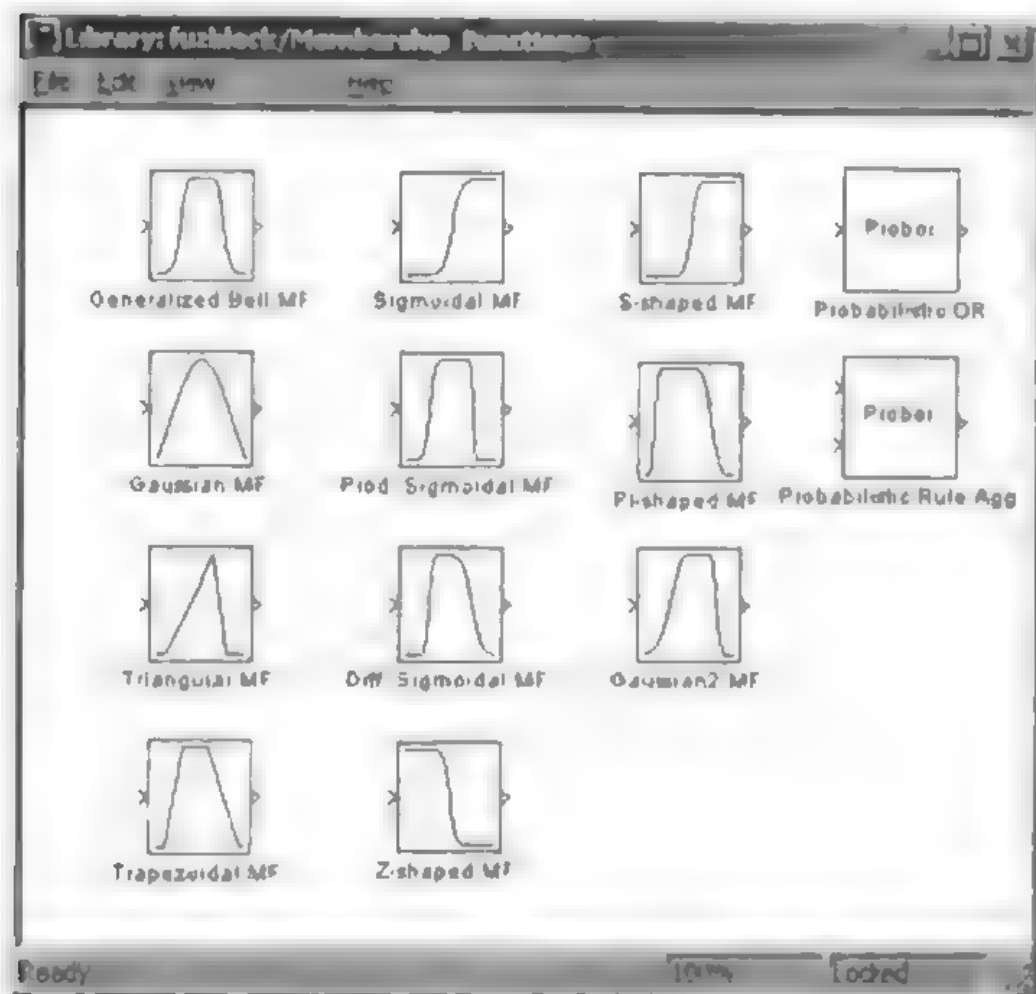 Library: fuzblock/Membership Functions
File Edit View Help
Generalized Bell MF
Sigmoidal MF
S-shaped MF
Probor
Probabilistic OR
Gaussian MF
Prod. Sigmoidal MF
Pi-shaped MF
Probor
Probabilistic Rule Agg
Triangular MF
Diff. Sigmoidal MF
Gaussian2 MF
Trapezoidal MF
Z-shaped MF
Ready 100% Locked